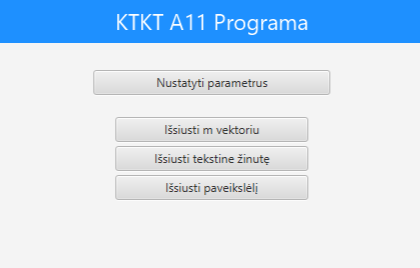 KTKT A11 Programa
Nustatyti parametrus
Išsiusti m vektoriu
Išsiusti tekstine žinutę
Išsiusti paveikslėlį